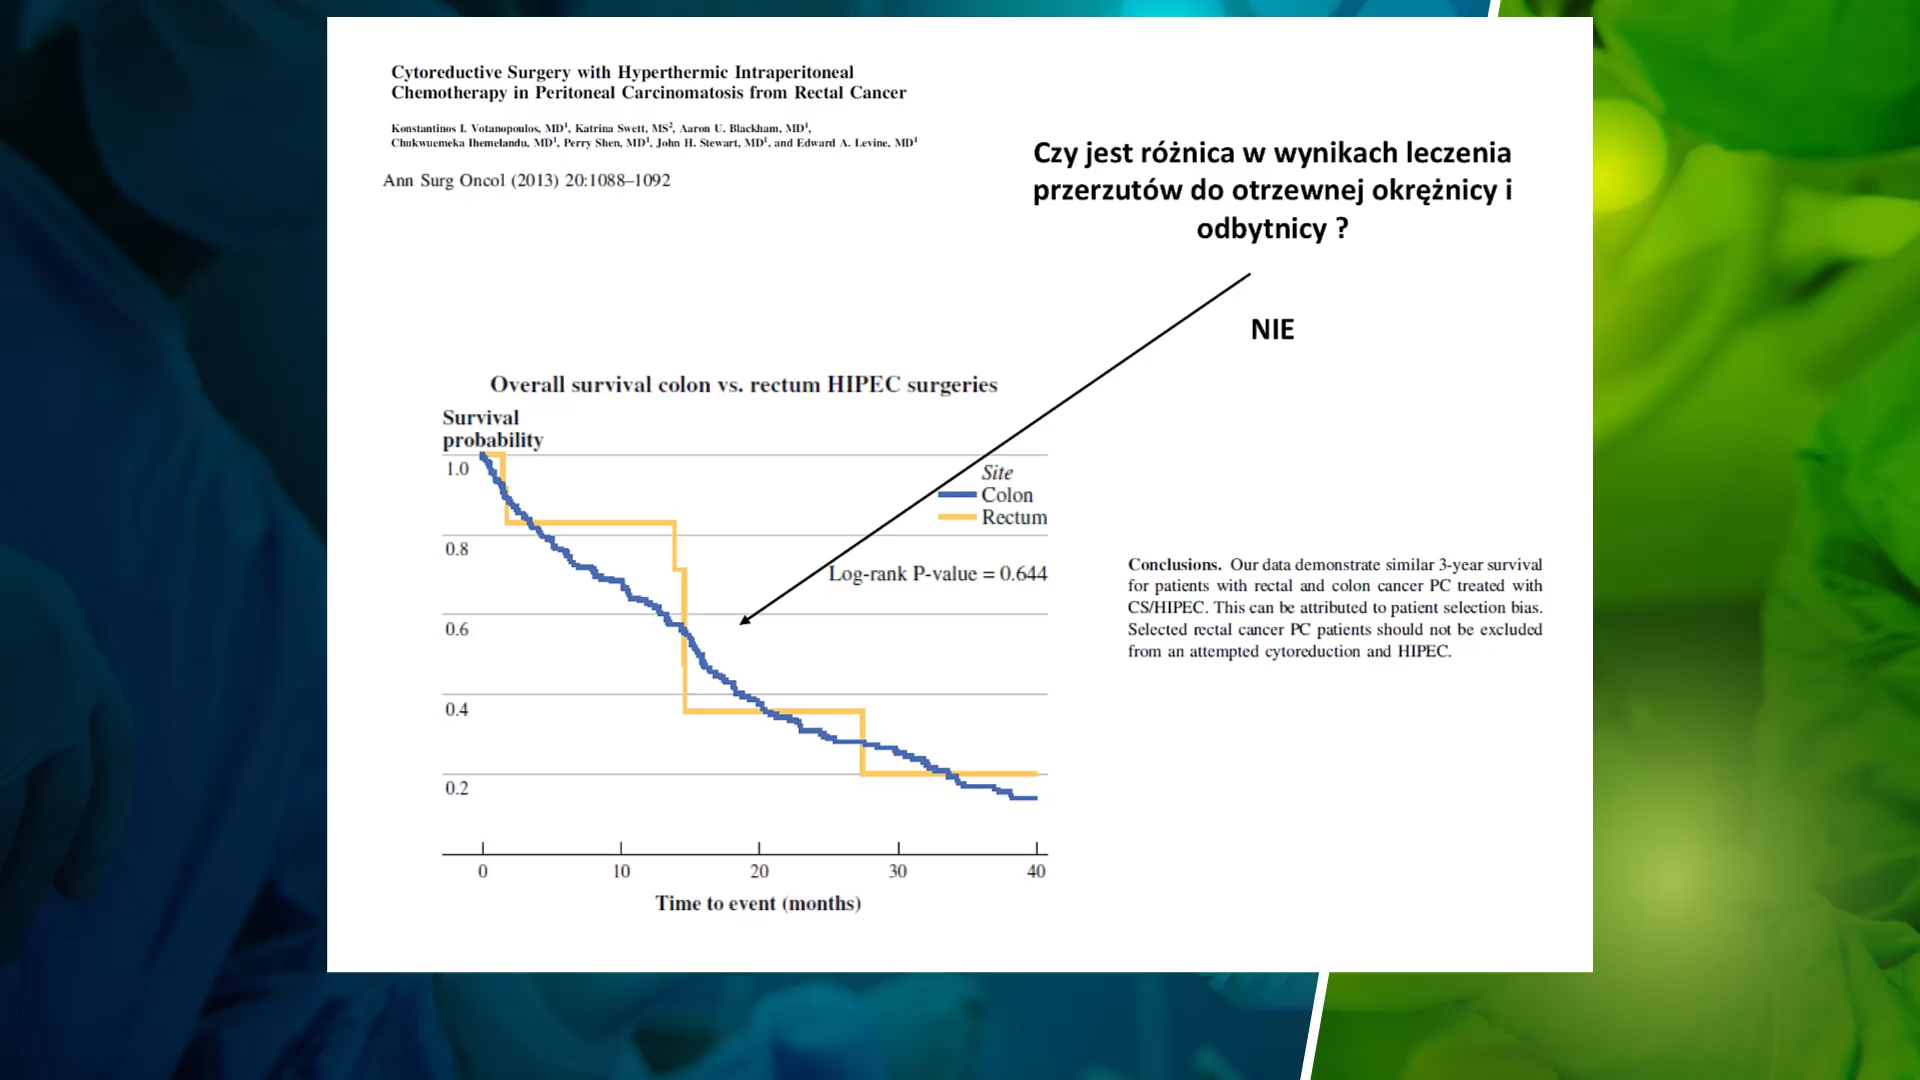 Cytoreductive Surgery with Hyperthermic Intraperitoneal
Chemotherapy in Peritoneal Carcinomatosis from Rectal Cancer
Konstantinos I. Votanopoulos, MD¹, Katrina Swett, MS², Aaron U. Blackham, MD¹,
Chukwuemeka Ihemelandu, MD¹, Perry Shen, MD¹, John H. Stewart, MD¹, and Edward A. Levine, MD¹
Ann Surg Oncol (2013) 20:1088–1092
Czy jest różnica w wynikach leczenia
przerzutów do otrzewnej okrężnicy i
odbytnicy ?
NIE
Overall survival colon vs. rectum HIPEC surgeries
Survival
probability
1.0
0.8
0.6
0.4
0.2
Site
Colon
Rectum
Log-rank P-value = 0.644
0 10 20 30 40
Time to event (months)
Conclusions. Our data demonstrate similar 3-year survival
for patients with rectal and colon cancer PC treated with
CS/HIPEC. This can be attributed to patient selection bias.
Selected rectal cancer PC patients should not be excluded
from an attempted cytoreduction and HIPEC.